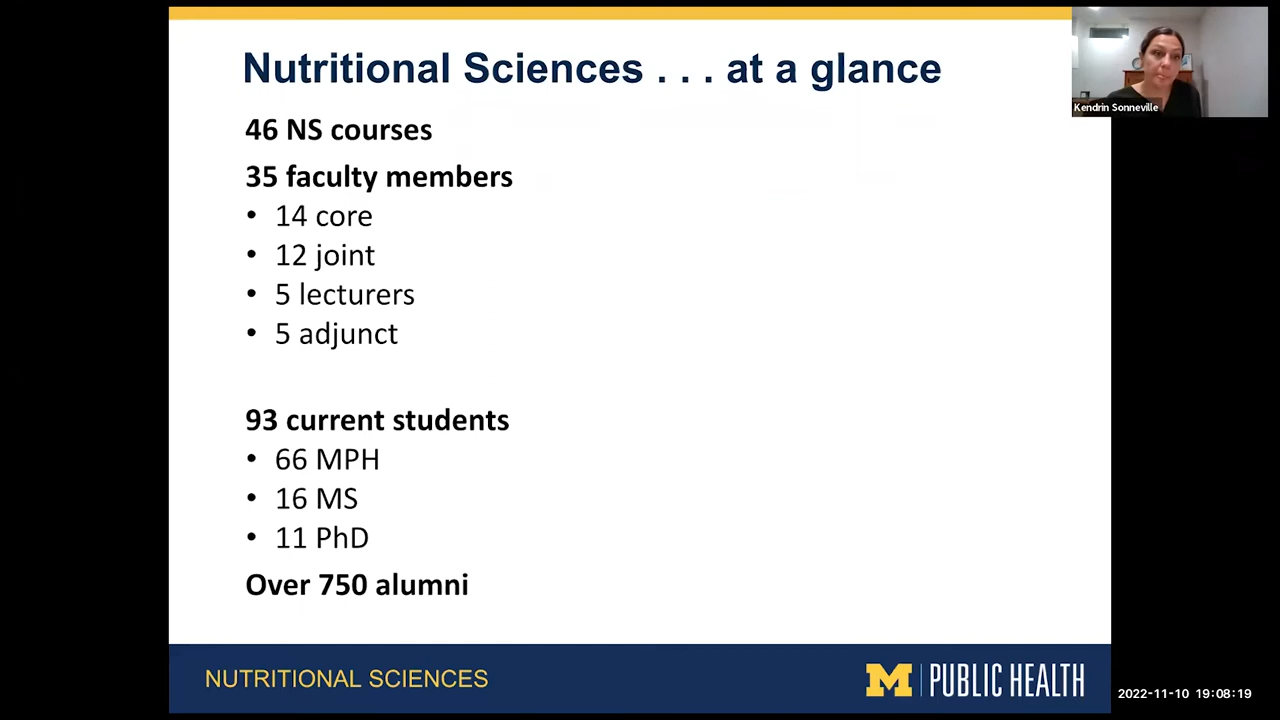 Nutritional Sciences . . . at a glance
Kendrin Sonneville
46 NS courses
35 faculty members
• 14 core
• 12 joint
• 5 lecturers
• 5 adjunct
93 current students
• 66 MPH
• 16 MS
• 11 PhD
Over 750 alumni
NUTRITIONAL SCIENCES
M PUBLIC HEALTH
2022-11-10 19:08:19